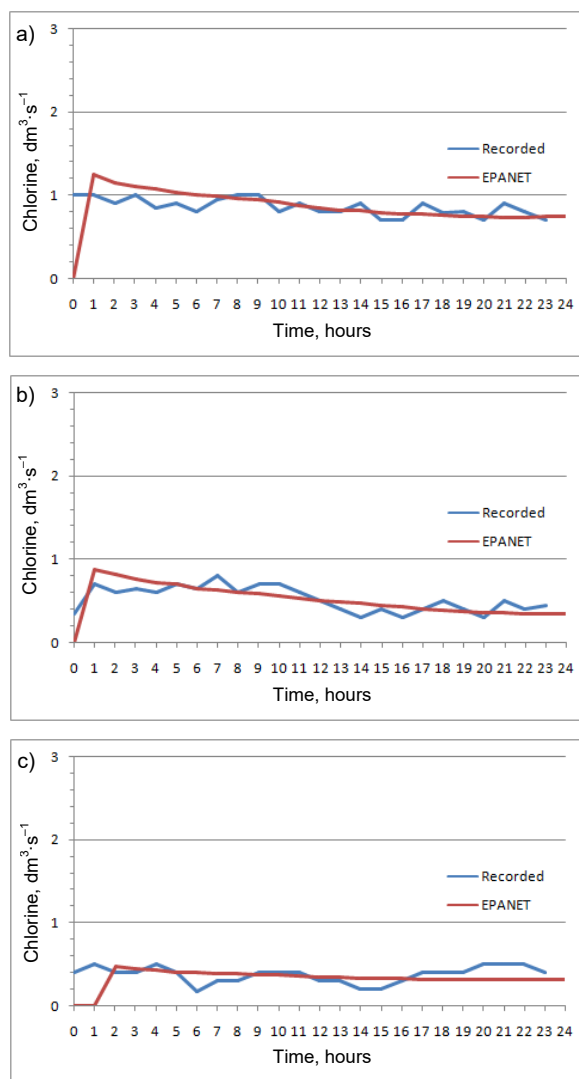 a)
3
2
1
0
Chlorine, dm³·s⁻¹
Recorded
EPANET
0 1 2 3 4 5 6 7 8 9 10 11 12 13 14 15 16 17 18 19 20 21 22 23 24
Time, hours
b)
3
2
1
0
Chlorine, dm³·s⁻¹
Recorded
EPANET
0 1 2 3 4 5 6 7 8 9 10 11 12 13 14 15 16 17 18 19 20 21 22 23 24
Time, hours
c)
3
2
1
0
Chlorine, dm³·s⁻¹
Recorded
EPANET
0 1 2 3 4 5 6 7 8 9 10 11 12 13 14 15 16 17 18 19 20 21 22 23 24
Time, hours